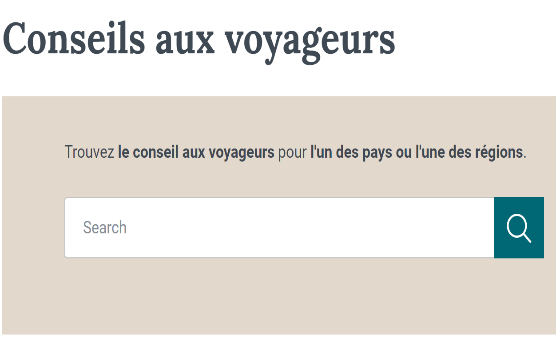 Conseils aux voyageurs
Trouvez le conseil aux voyageurs pour l'un des pays ou l'une des régions.
Search